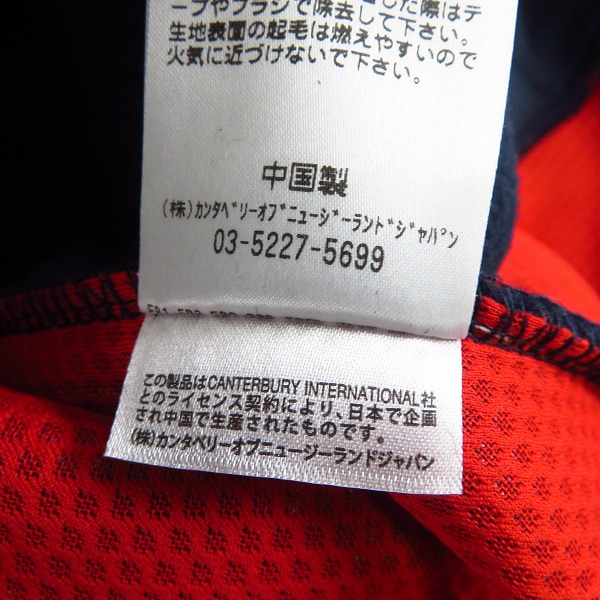 した際はテ
ープやブラシで除去して下さい。
生地表面の起毛は燃えやすいので
火気に近づけないで下さい。
中国製
(株)カンタベリーオブニュージーランドジャパン
03-5227-5699
この製品はCANTERBURY INTERNATIONAL社
とのライセンス契約により、日本で企画
され中国で生産されたものです。
(株)カンタベリーオブニュージーランドジャパン